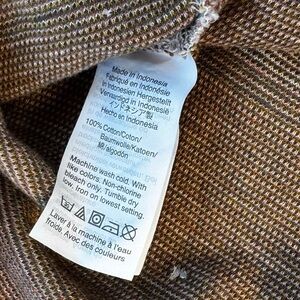 Made in Indonesia
Fabriqué en Indonésie
In Indonesien Hergestellt
Vervaardigd in Indonesië
インドネシア製
Hecho en Indonesia
100% Cotton/Coton/
Baumwolle/Katoen/
綿/algodón
Machine wash cold. With
like colors. Non-chlorine
bleach only. Tumble dry
low. Iron on lowest setting.
Laver à la machine à l'eau
froide. Avec des couleurs